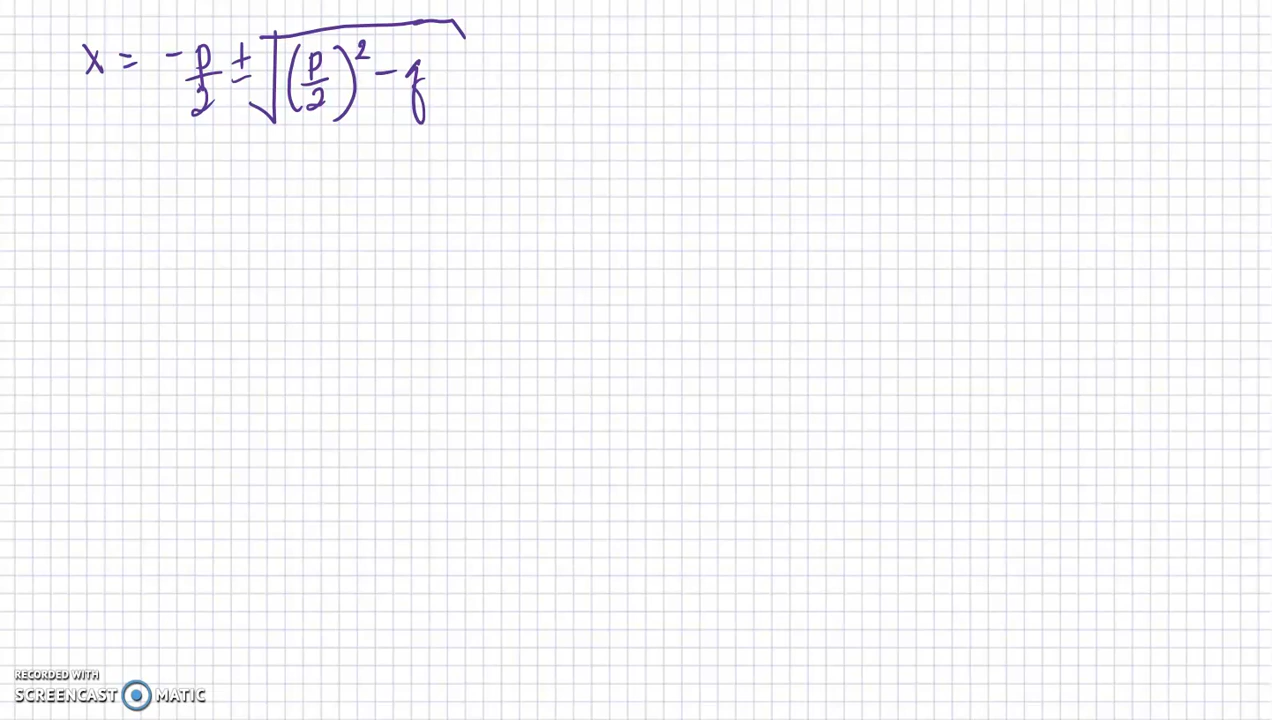 x = -p/2 ± √((p/2)² - q)
RECORDED WITH
SCREENCAST MATIC